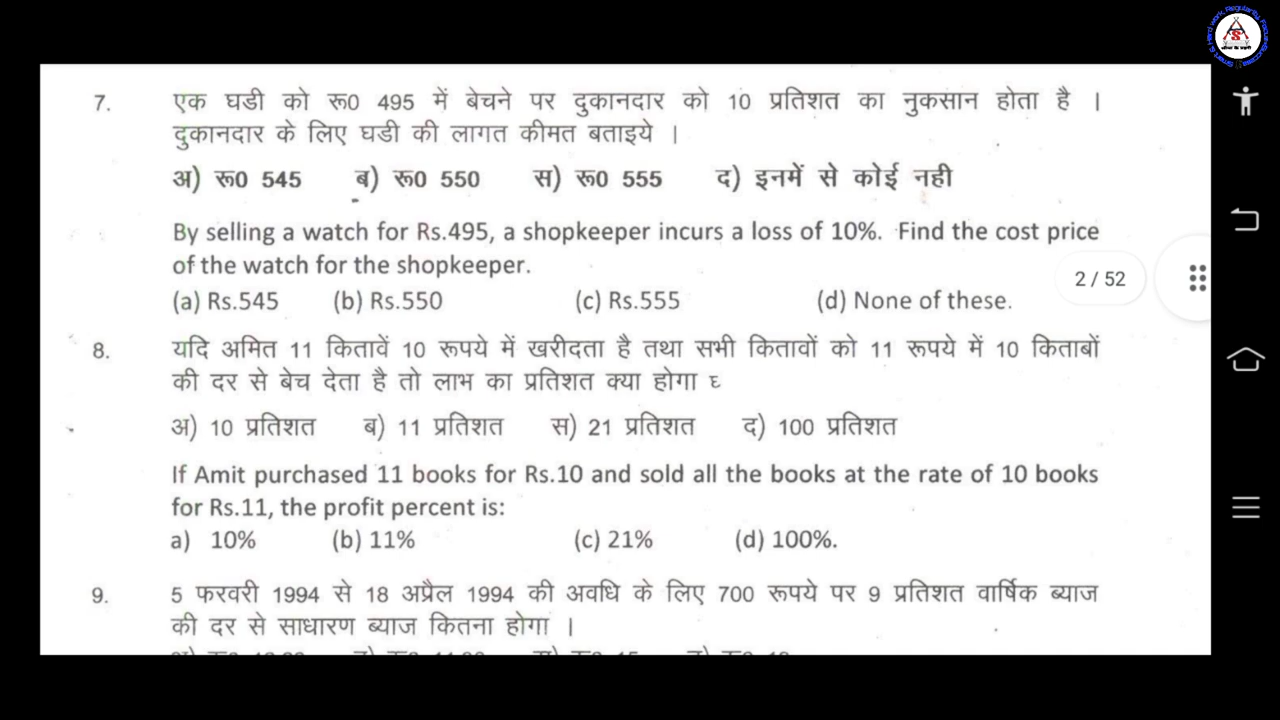 7. एक घडी को रू0 495 में बेचने पर दुकानदार को 10 प्रतिशत का नुकसान होता है ।
दुकानदार के लिए घडी की लागत कीमत बताइये ।
अ) रू0 545 ब) रू0 550 स) रू0 555 द) इनमें से कोई नही
By selling a watch for Rs.495, a shopkeeper incurs a loss of 10%. Find the cost price
of the watch for the shopkeeper.
(a) Rs.545 (b) Rs.550 (c) Rs.555 (d) None of these.
2 / 52
8. यदि अमित 11 कितावें 10 रूपये में खरीदता है तथा सभी कितावों को 11 रूपये में 10 किताबों
की दर से बेच देता है तो लाभ का प्रतिशत क्या होगा
अ) 10 प्रतिशत ब) 11 प्रतिशत स) 21 प्रतिशत द) 100 प्रतिशत
If Amit purchased 11 books for Rs.10 and sold all the books at the rate of 10 books
for Rs.11, the profit percent is:
a) 10% (b) 11% (c) 21% (d) 100%.
9. 5 फरवरी 1994 से 18 अप्रैल 1994 की अवधि के लिए 700 रूपये पर 9 प्रतिशत वार्षिक ब्याज
की दर से साधारण ब्याज कितना होगा ।